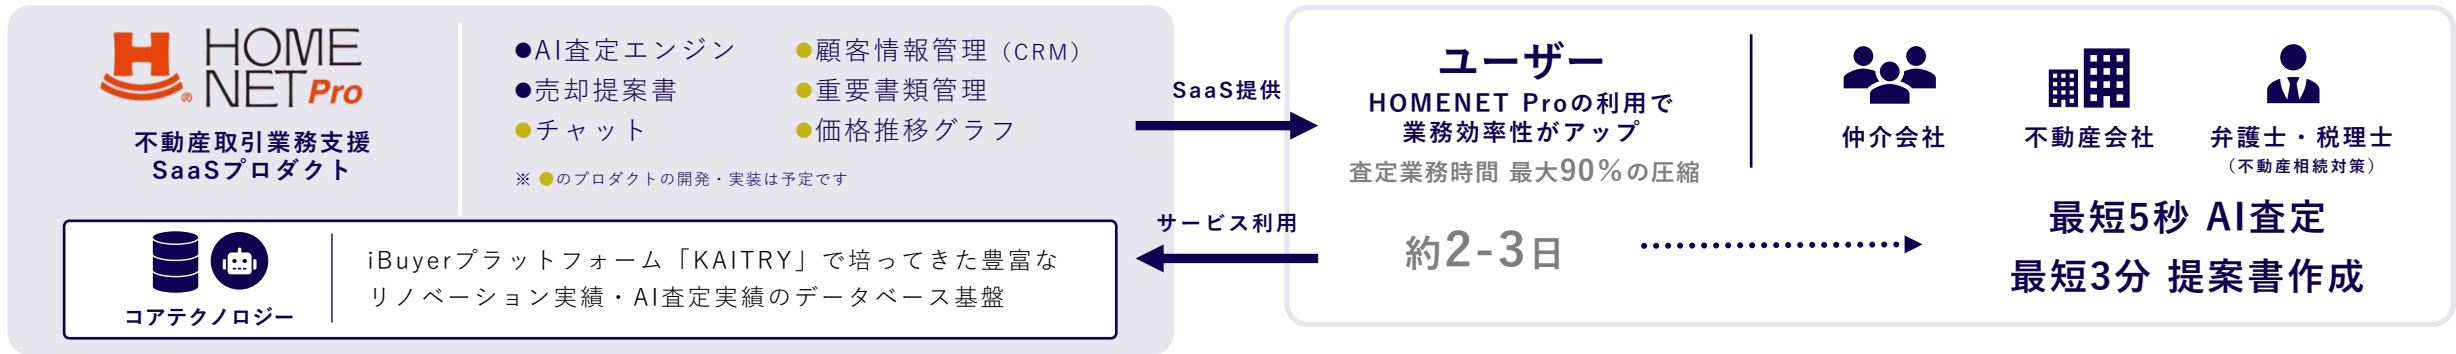 HOME
NET Pro
®
不動産取引業務支援
SaaSプロダクト
●AI査定エンジン
●売却提案書
●チャット
●顧客情報管理（CRM）
●重要書類管理
●価格推移グラフ
※ ●のプロダクトの開発・実装は予定です
コアテクノロジー
iBuyerプラットフォーム「KAITRY」で培ってきた豊富な
リノベーション実績・AI査定実績のデータベース基盤
SaaS提供
サービス利用
ユーザー
HOMENET Proの利用で
業務効率性がアップ
査定業務時間 最大90%の圧縮
仲介会社
不動産会社
弁護士・税理士
（不動産相続対策）
約2-3日
最短5秒 AI査定
最短3分 提案書作成